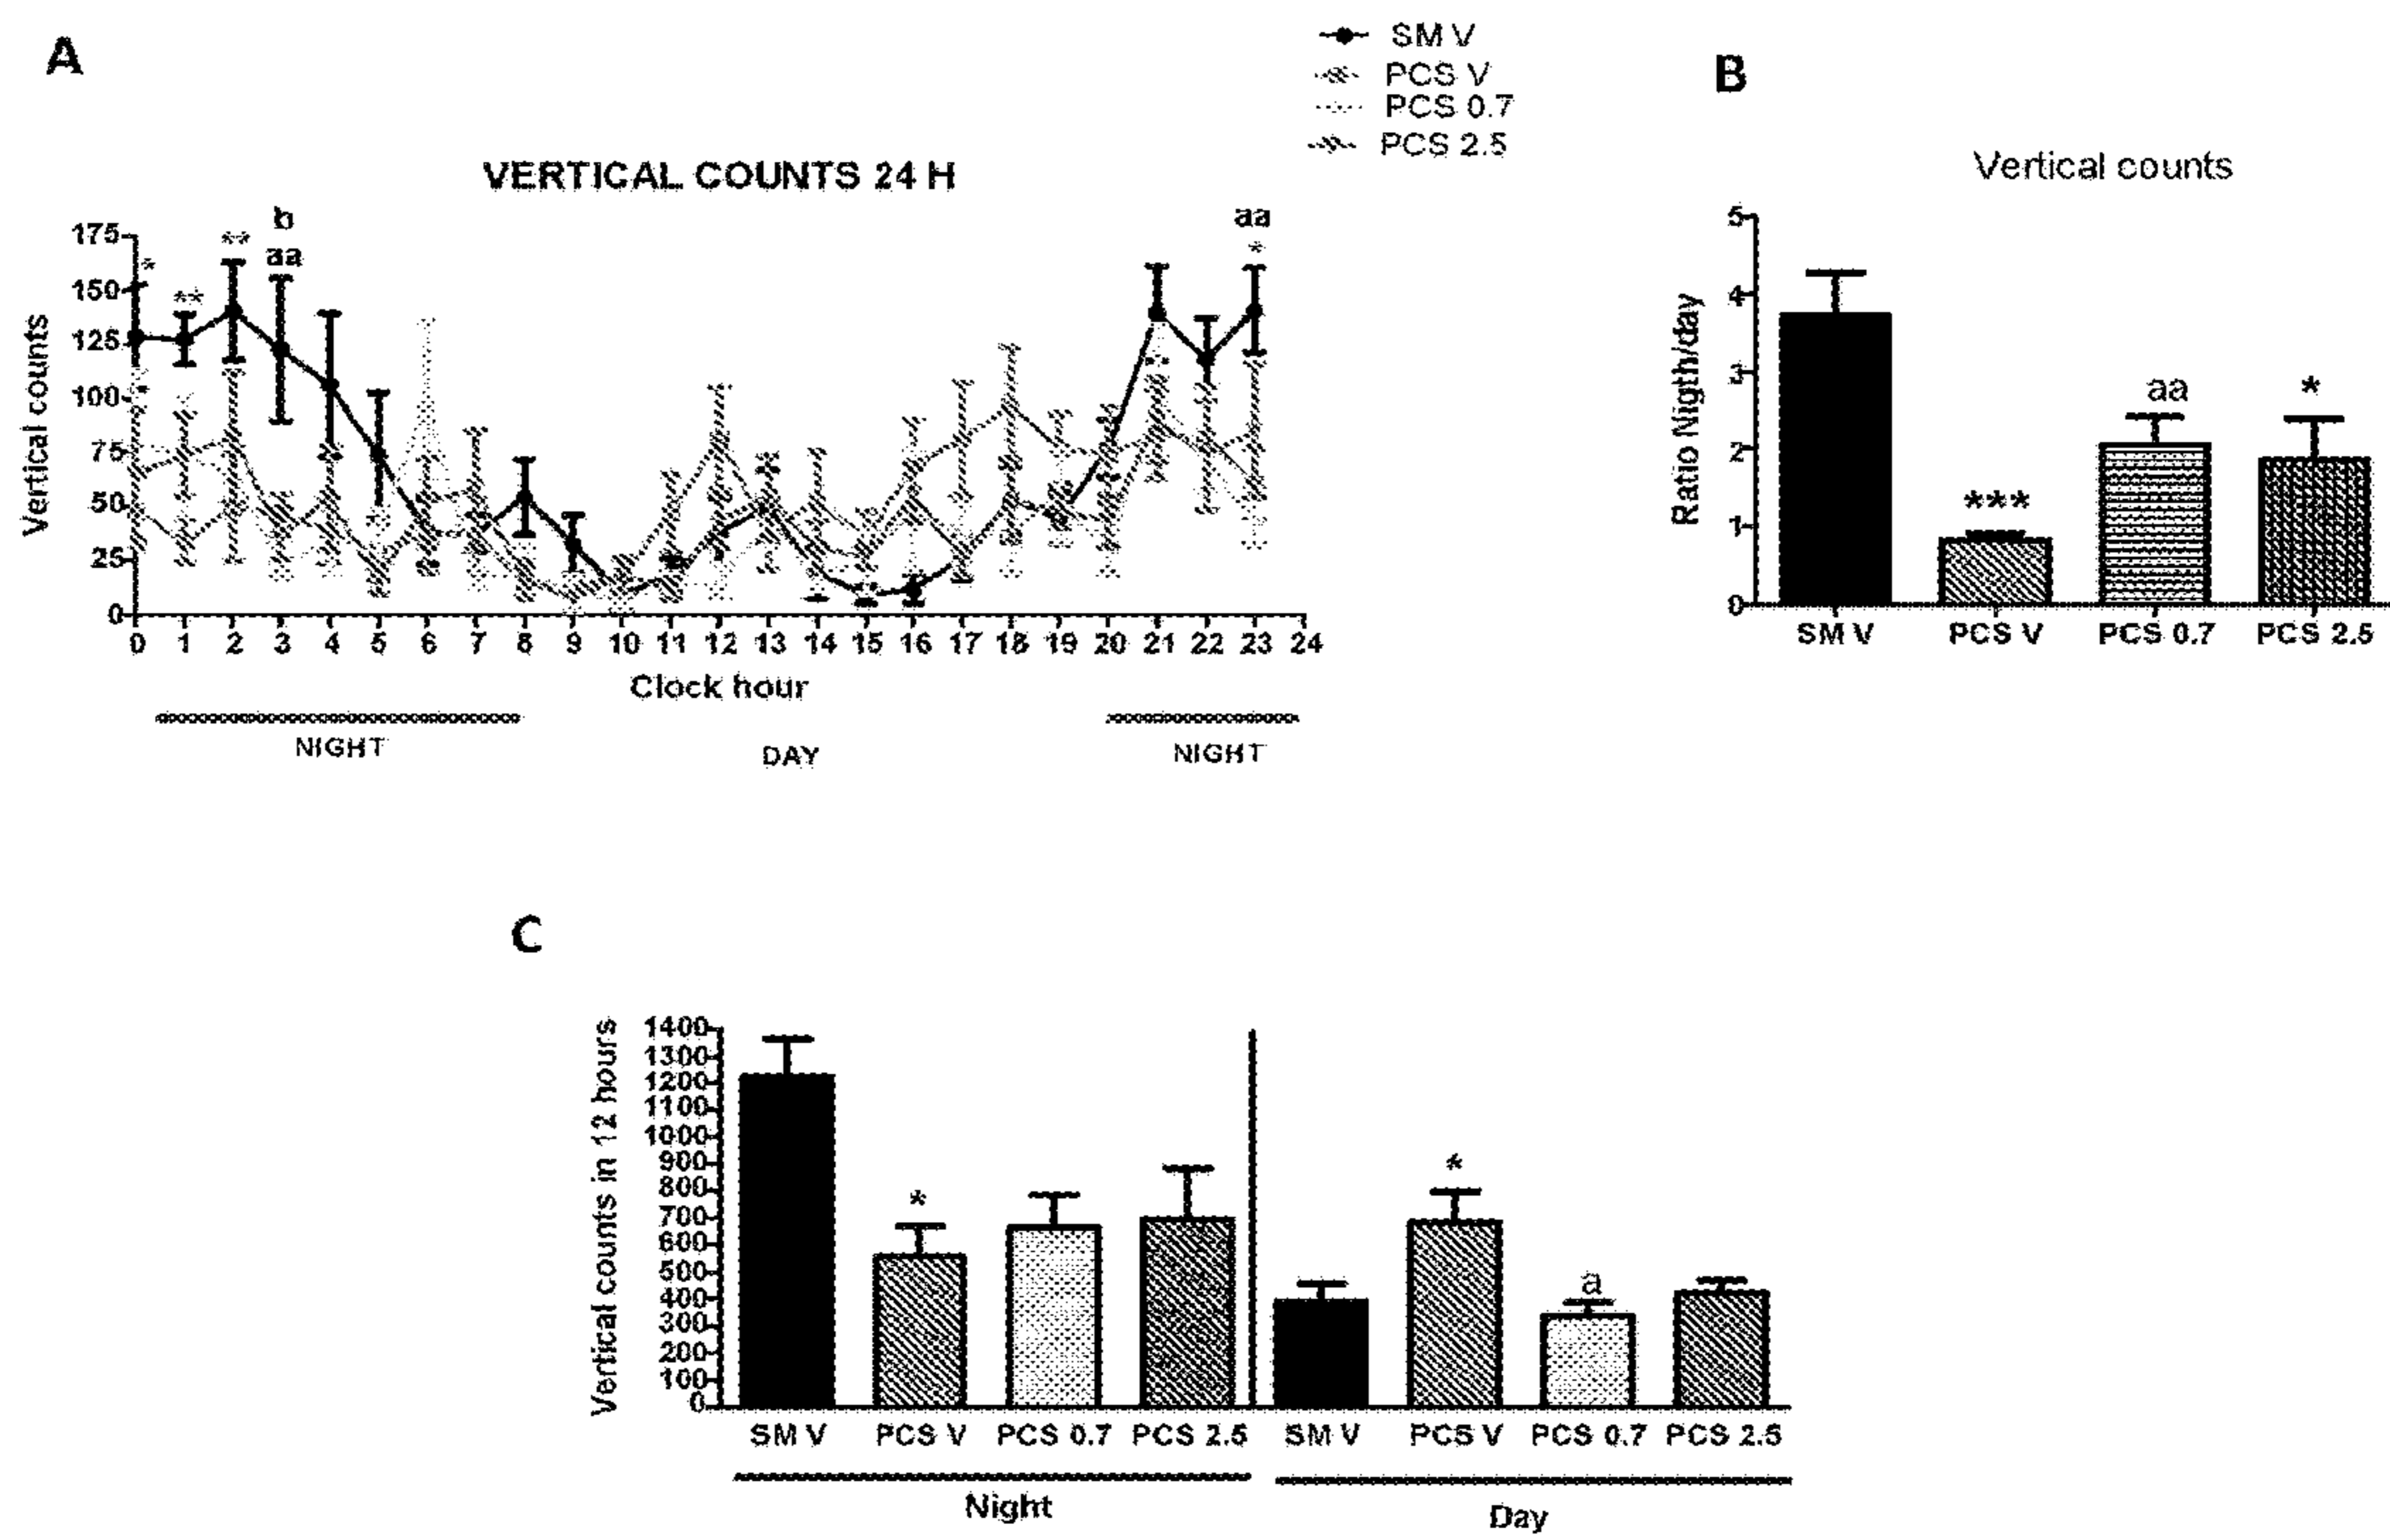 A
SM V
PCS V
PCS 0.7
PCS 2.5
VERTICAL COUNTS 24 H
Vertical counts
175
150
125
100
75
50
25
0
*
**
**
b
aa
aa
*
*
0 1 2 3 4 5 6 7 8 9 10 11 12 13 14 15 16 17 18 19 20 21 22 23 24
Clock hour
NIGHT
DAY
NIGHT
B
Vertical counts
Ratio Nigth/day
5
4
3
2
1
0
***
aa
*
SM V PCS V PCS 0.7 PCS 2.5
C
Vertical counts in 12 hours
1400
1300
1200
1100
1000
900
800
700
600
500
400
300
200
100
0
*
*
a
SM V PCS V PCS 0.7 PCS 2.5 SM V PCS V PCS 0.7 PCS 2.5
Night
Day